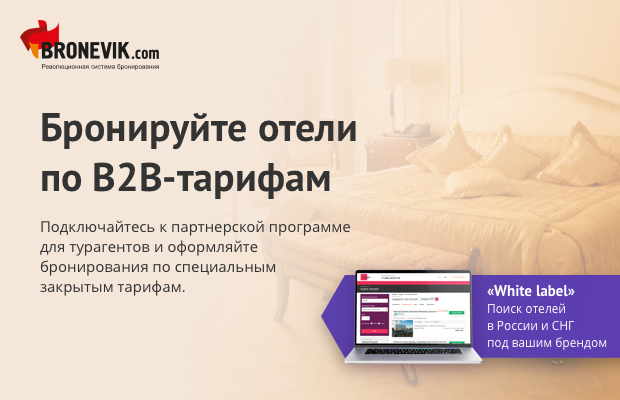 BRONEVIK.com
Революционная система бронирования
Бронируйте отели
по B2B-тарифам
Подключайтесь к партнерской программе
для турагентов и оформляйте
бронирования по специальным
закрытым тарифам.
«White label»
Поиск отелей
в России и СНГ
под вашим брендом